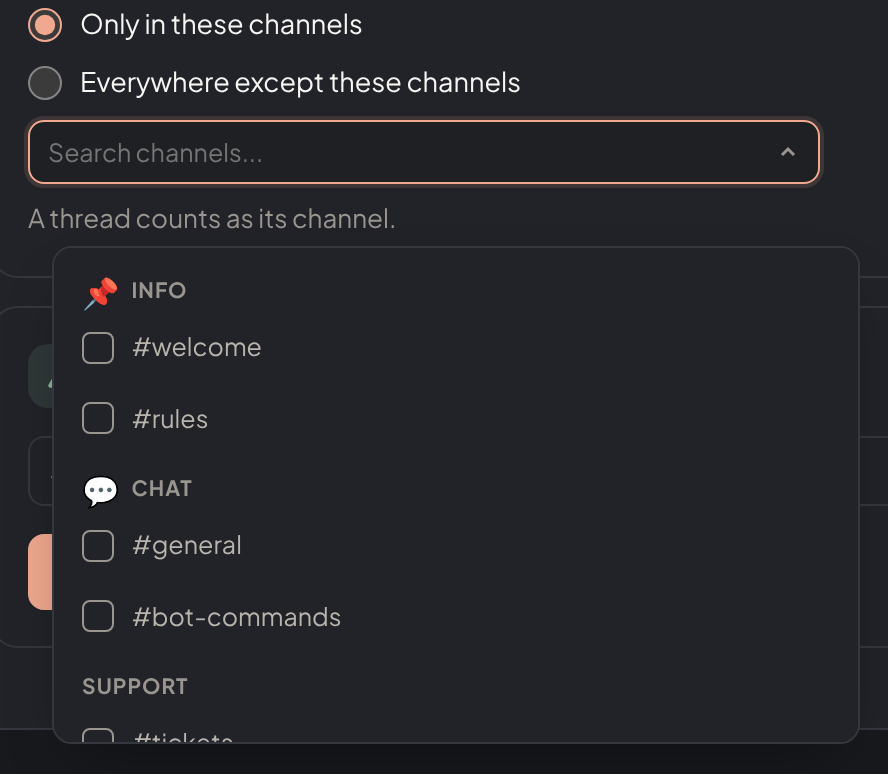 Only in these channels
Everywhere except these channels
Search channels...
A thread counts as its channel.
📌 INFO
#welcome
#rules
💬 CHAT
#general
#bot-commands
SUPPORT
#tickets